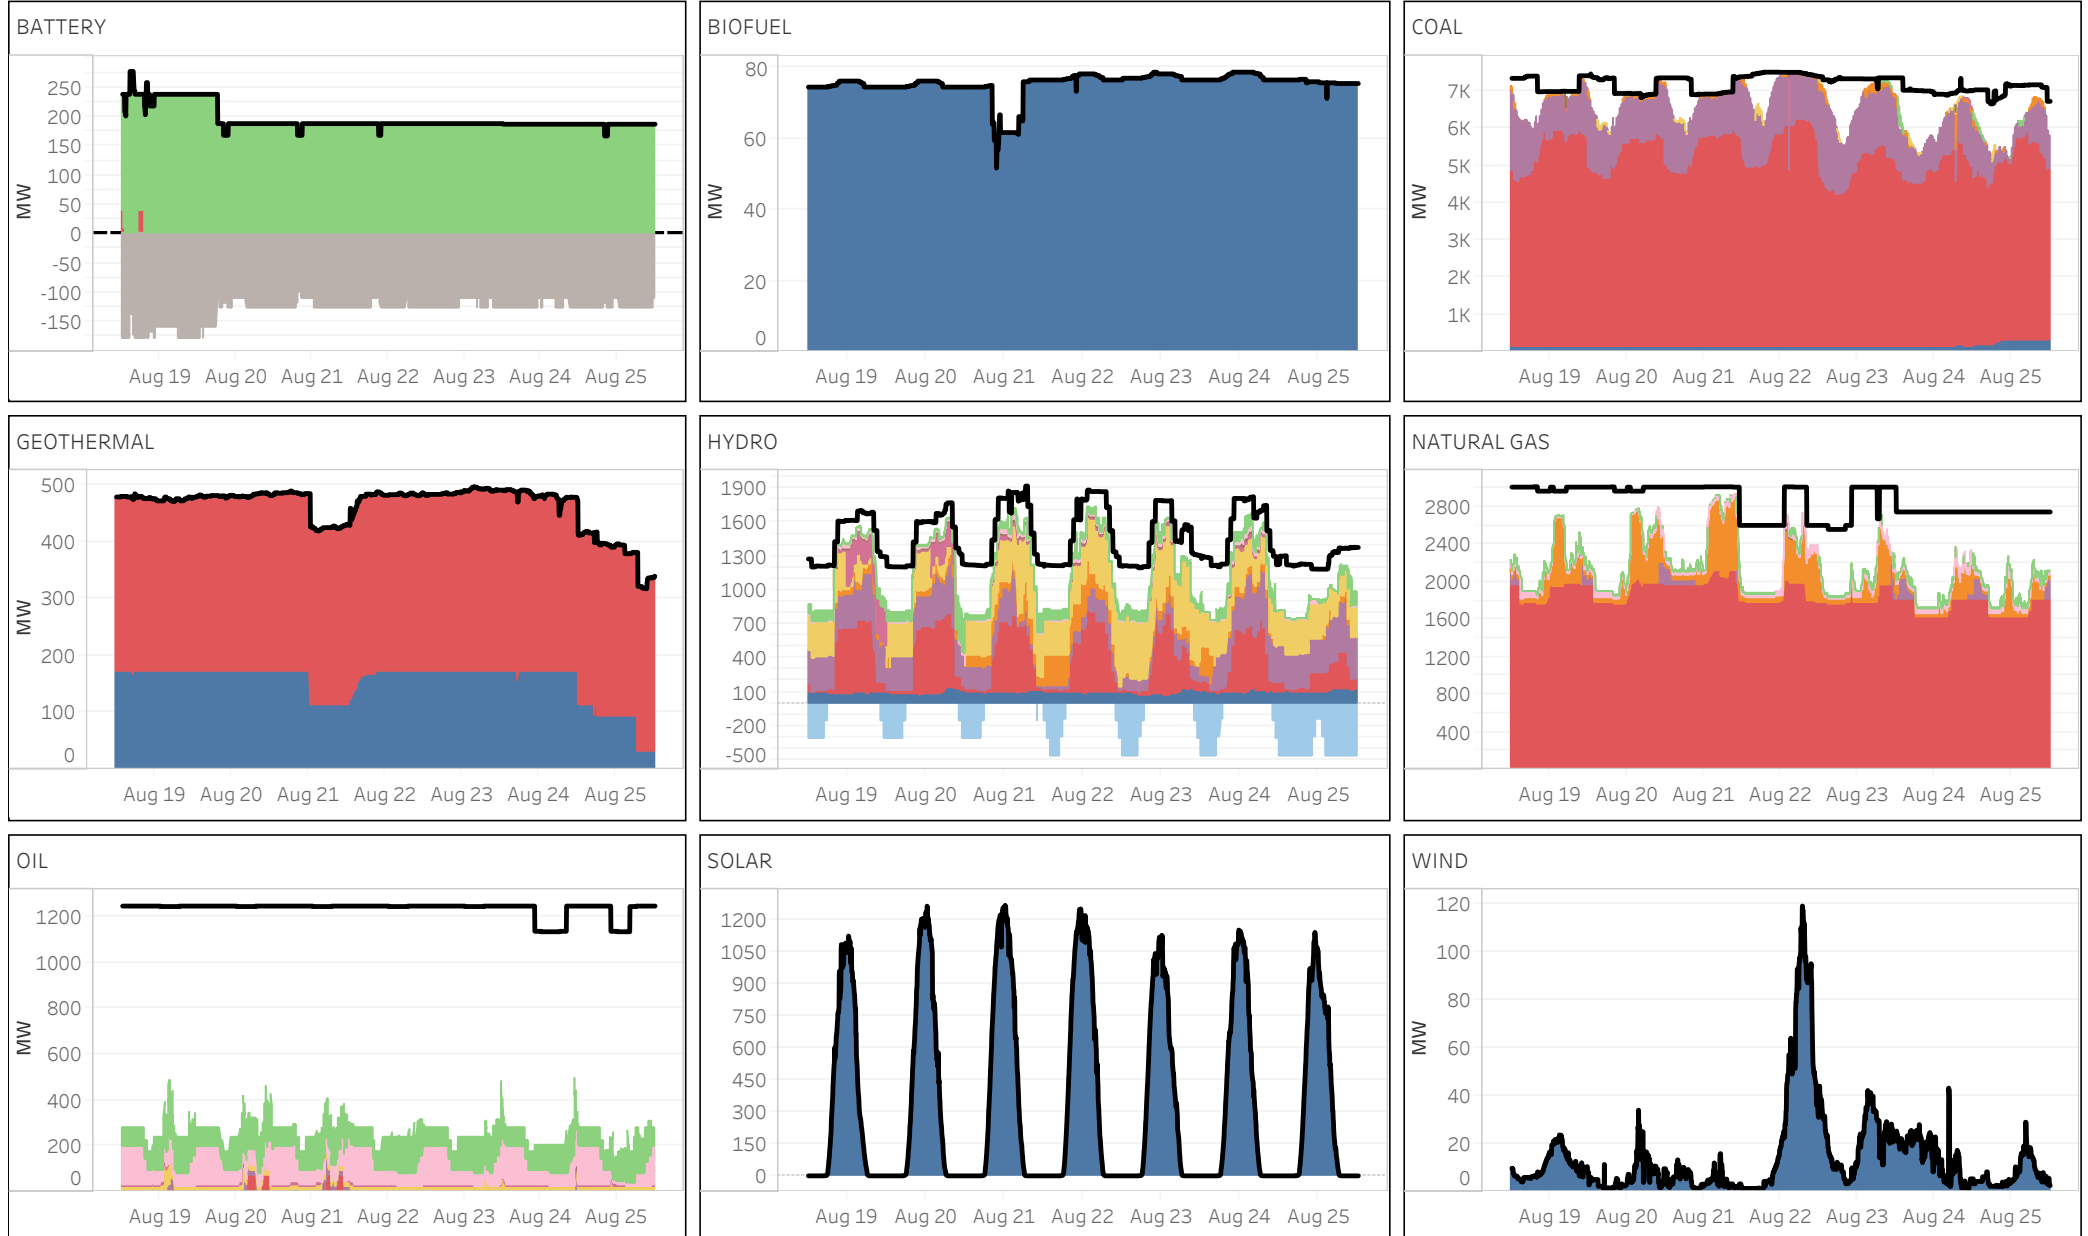 BATTERY
MW
250
200
150
100
50
0
-50
-100
-150
Aug 19 Aug 20 Aug 21 Aug 22 Aug 23 Aug 24 Aug 25
BIOFUEL
MW
80
60
40
20
0
Aug 19 Aug 20 Aug 21 Aug 22 Aug 23 Aug 24 Aug 25
COAL
MW
7K
6K
5K
4K
3K
2K
1K
Aug 19 Aug 20 Aug 21 Aug 22 Aug 23 Aug 24 Aug 25
GEOTHERMAL
MW
500
400
300
200
100
0
Aug 19 Aug 20 Aug 21 Aug 22 Aug 23 Aug 24 Aug 25
HYDRO
1900
1600
1300
1000
700
400
100
-200
-500
Aug 19 Aug 20 Aug 21 Aug 22 Aug 23 Aug 24 Aug 25
NATURAL GAS
2800
2400
2000
1600
1200
800
400
Aug 19 Aug 20 Aug 21 Aug 22 Aug 23 Aug 24 Aug 25
OIL
MW
1200
1000
800
600
400
200
0
Aug 19 Aug 20 Aug 21 Aug 22 Aug 23 Aug 24 Aug 25
SOLAR
1200
1050
900
750
600
450
300
150
0
Aug 19 Aug 20 Aug 21 Aug 22 Aug 23 Aug 24 Aug 25
WIND
MW
120
100
80
60
40
20
0
Aug 19 Aug 20 Aug 21 Aug 22 Aug 23 Aug 24 Aug 25